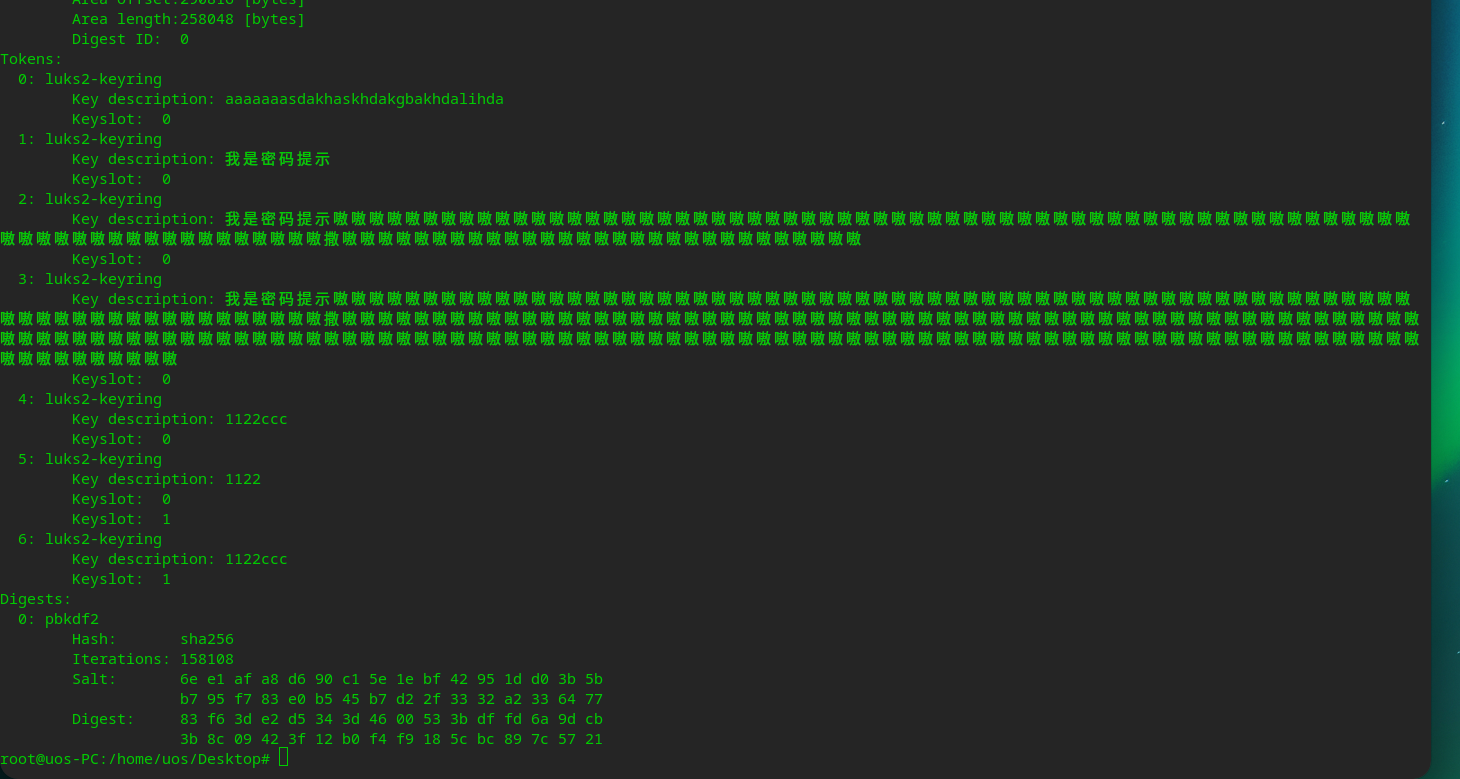 Area offset:290816 [bytes]
Area length:258048 [bytes]
Digest ID: 0
Tokens:
0: luks2-keyring
Key description: aaaaaaasdakhaskhdakgbakhdalihda
Keyslot: 0
1: luks2-keyring
Key description: 我是密码提示
Keyslot: 0
2: luks2-keyring
Key description: 我是密码提示嗷嗷嗷嗷嗷嗷嗷嗷嗷嗷嗷嗷嗷嗷嗷嗷嗷嗷嗷嗷嗷嗷嗷嗷嗷嗷嗷嗷嗷嗷嗷嗷嗷嗷嗷嗷嗷嗷嗷嗷嗷嗷嗷嗷嗷嗷嗷嗷嗷嗷嗷嗷嗷嗷嗷嗷嗷嗷嗷嗷
嗷嗷嗷嗷嗷嗷嗷嗷嗷嗷嗷嗷嗷嗷嗷嗷嗷嗷撒嗷嗷嗷嗷嗷嗷嗷嗷嗷嗷嗷嗷嗷嗷嗷嗷嗷嗷嗷嗷嗷嗷嗷嗷嗷嗷嗷嗷嗷
Keyslot: 0
3: luks2-keyring
Key description: 我是密码提示嗷嗷嗷嗷嗷嗷嗷嗷嗷嗷嗷嗷嗷嗷嗷嗷嗷嗷嗷嗷嗷嗷嗷嗷嗷嗷嗷嗷嗷嗷嗷嗷嗷嗷嗷嗷嗷嗷嗷嗷嗷嗷嗷嗷嗷嗷嗷嗷嗷嗷嗷嗷嗷嗷嗷嗷嗷嗷嗷嗷
嗷嗷嗷嗷嗷嗷嗷嗷嗷嗷嗷嗷嗷嗷嗷嗷嗷嗷撒嗷嗷嗷嗷嗷嗷嗷嗷嗷嗷嗷嗷嗷嗷嗷嗷嗷嗷嗷嗷嗷嗷嗷嗷嗷嗷嗷嗷嗷嗷嗷嗷嗷嗷嗷嗷嗷嗷嗷嗷嗷嗷嗷嗷嗷嗷嗷嗷嗷嗷嗷嗷嗷嗷嗷嗷嗷嗷嗷嗷
嗷嗷嗷嗷嗷嗷嗷嗷嗷嗷嗷嗷嗷嗷嗷嗷嗷嗷嗷嗷嗷嗷嗷嗷嗷嗷嗷嗷嗷嗷嗷嗷嗷嗷嗷嗷嗷嗷嗷嗷嗷嗷嗷嗷嗷嗷嗷嗷嗷嗷嗷嗷嗷嗷嗷嗷嗷嗷嗷嗷嗷嗷嗷嗷嗷嗷嗷嗷嗷嗷嗷嗷嗷嗷嗷嗷嗷嗷嗷
嗷嗷嗷嗷嗷嗷嗷嗷嗷嗷
Keyslot: 0
4: luks2-keyring
Key description: 1122ccc
Keyslot: 0
5: luks2-keyring
Key description: 1122
Keyslot: 0
Keyslot: 1
6: luks2-keyring
Key description: 1122ccc
Keyslot: 1
Digests:
0: pbkdf2
Hash: sha256
Iterations: 158108
Salt: 6e e1 af a8 d6 90 c1 5e 1e bf 42 95 1d d0 3b 5b
b7 95 f7 83 e0 b5 45 b7 d2 2f 33 32 a2 33 64 77
Digest: 83 f6 3d e2 d5 34 3d 46 00 53 3b df fd 6a 9d cb
3b 8c 09 42 3f 12 b0 f4 f9 18 5c bc 89 7c 57 21
root@uos-PC:/home/uos/Desktop#